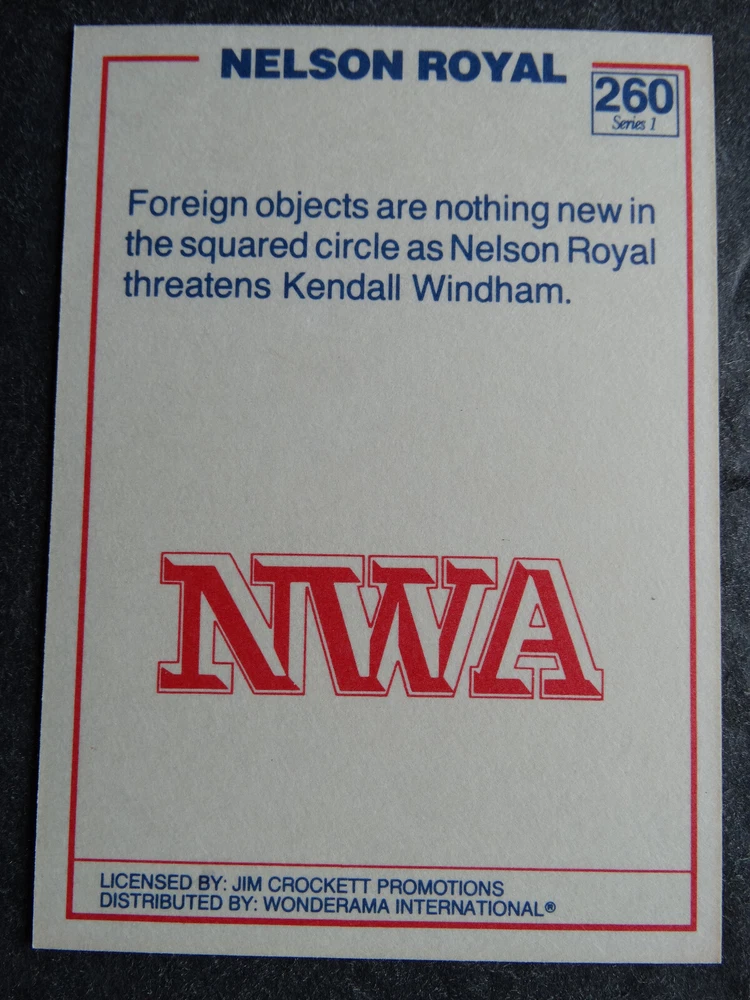 NELSON ROYAL
260
Series 1
Foreign objects are nothing new in
the squared circle as Nelson Royal
threatens Kendall Windham.
NWA
LICENSED BY: JIM CROCKETT PROMOTIONS
DISTRIBUTED BY: WONDERAMA INTERNATIONAL®